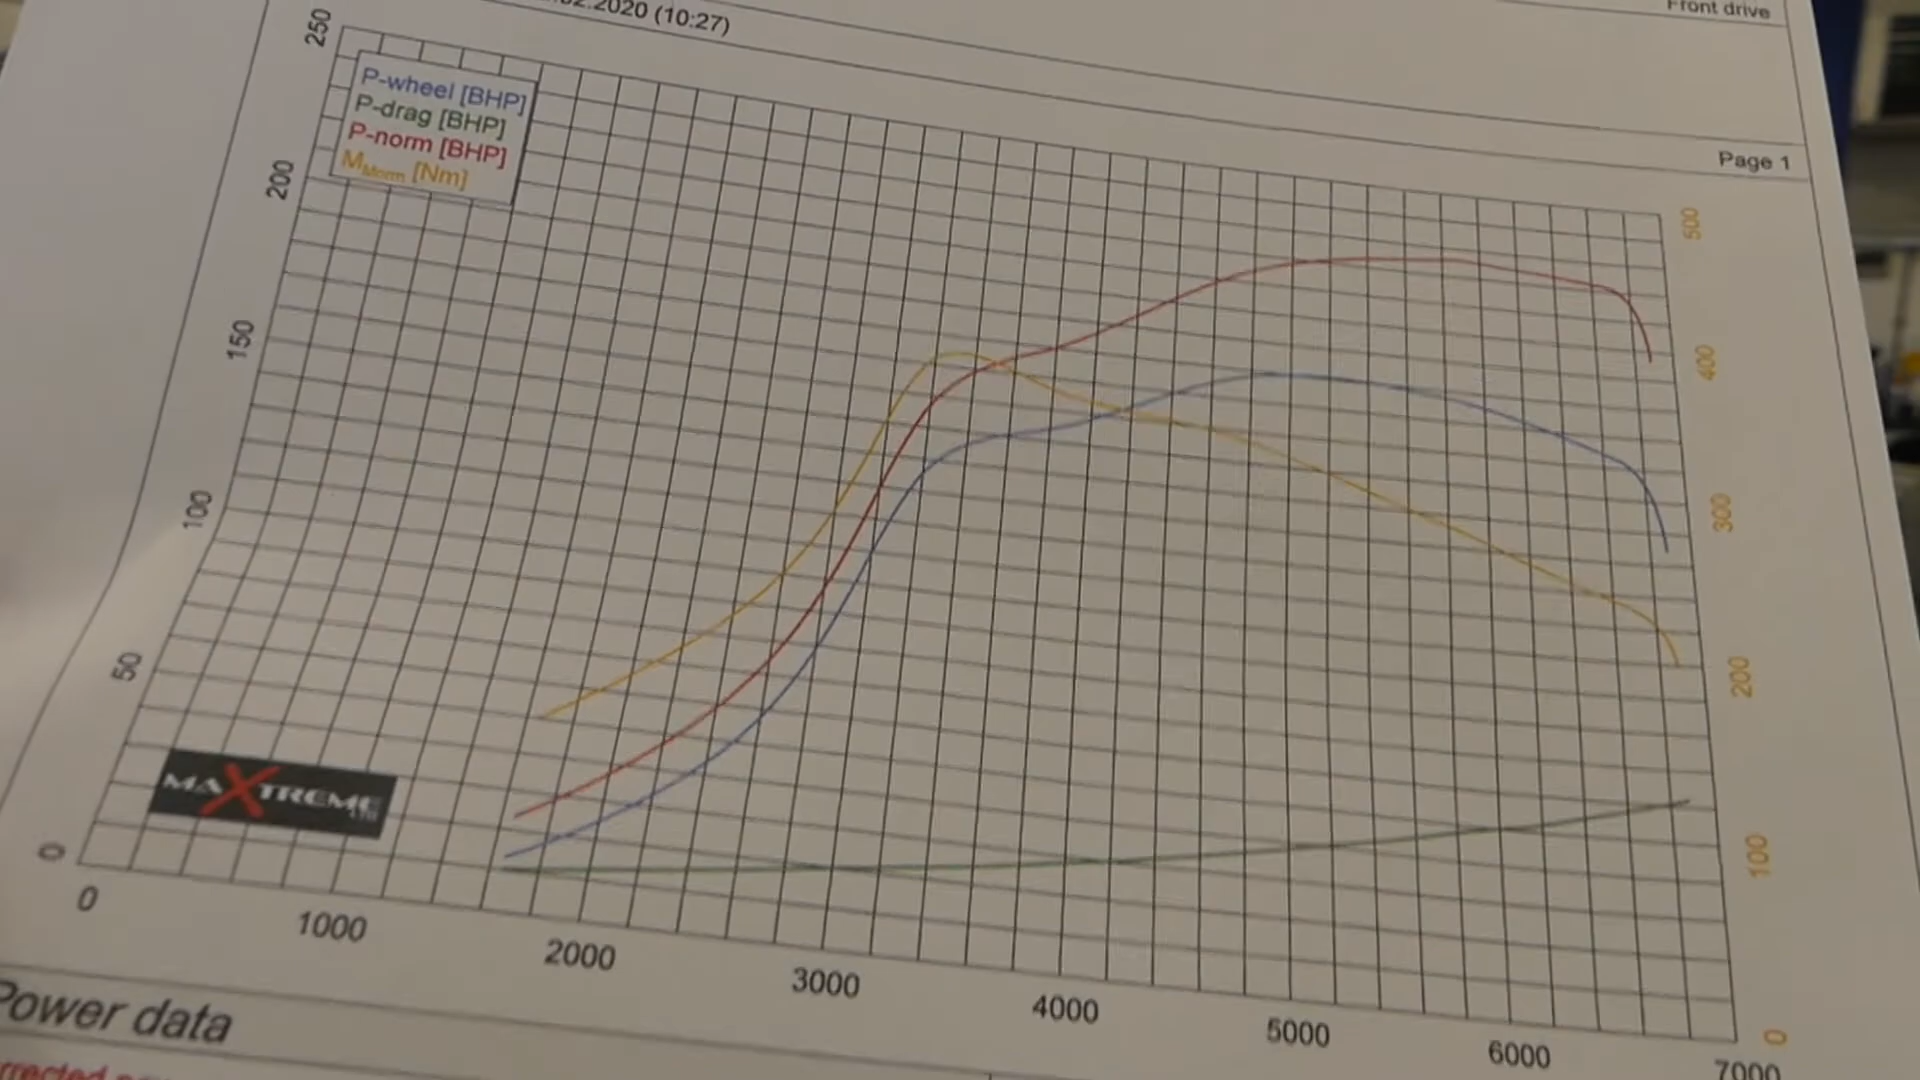 .02.2020 (10:27)
Front drive
Page 1
P-wheel [BHP]
P-drag [BHP]
P-norm [BHP]
[Nm]
250
200
150
100
50
0
500
400
300
200
100
0
MAXTREME
0
1000
2000
3000
4000
5000
6000
7000
Power data